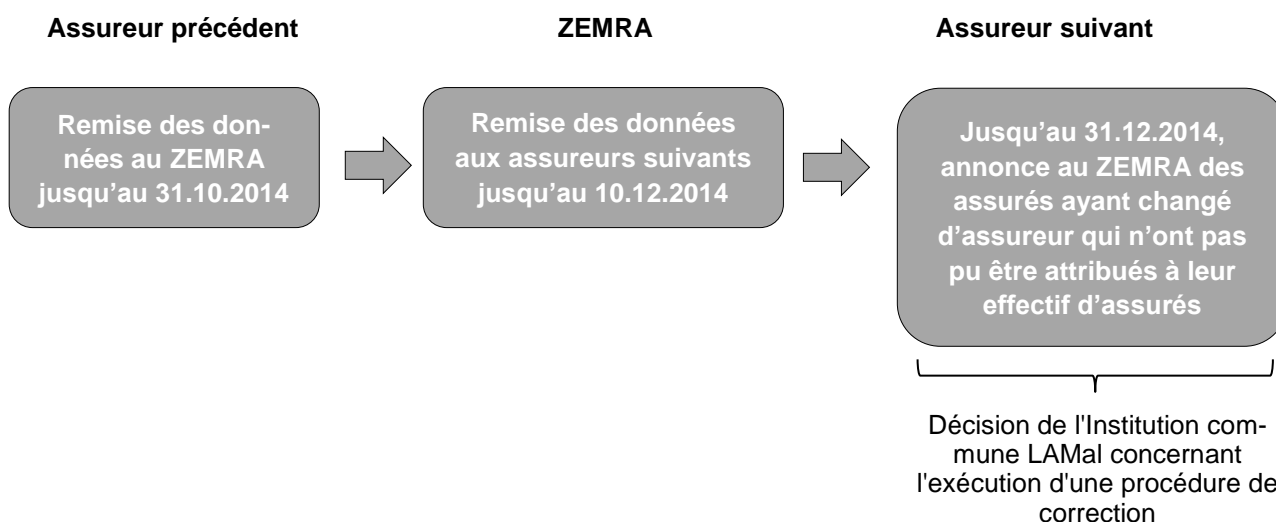 Assureur précédent
ZEMRA
Assureur suivant
Remise des don-
nées au ZEMRA
jusqu’au 31.10.2014
Remise des données
aux assureurs suivants
jusqu’au 10.12.2014
Jusqu’au 31.12.2014,
annonce au ZEMRA des
assurés ayant changé
d’assureur qui n’ont pas
pu être attribués à leur
effectif d’assurés
Décision de l'Institution com-
mune LAMal concernant
l'exécution d'une procédure de
correction